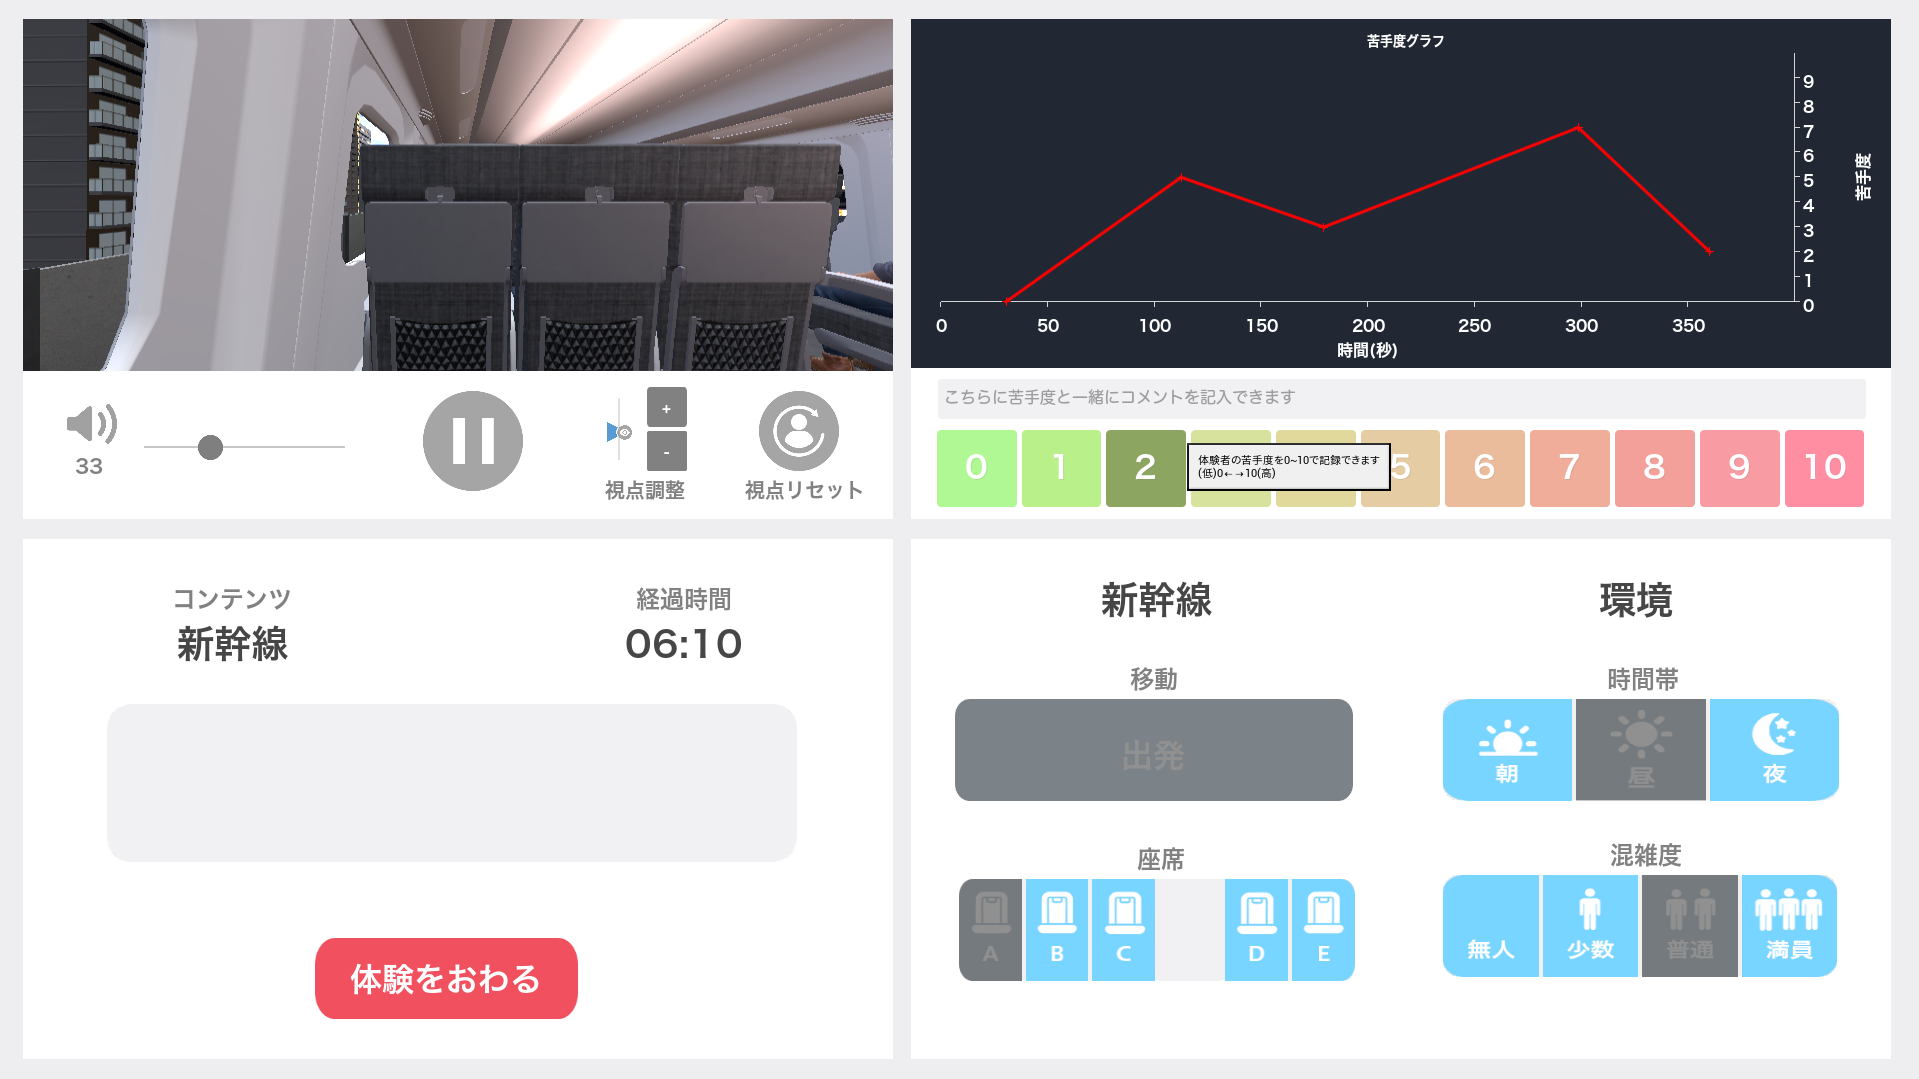 苦手度グラフ
9
8
7
6
5
4
3
2
1
0
苦手度
0 50 100 150 200 250 300 350
時間(秒)
33
+
-
視点調整
視点リセット
こちらに苦手度と一緒にコメントを記入できます
0 1 2 5 6 7 8 9 10
体験者の苦手度を0~10で記録できます
(低)0←→10(高)
コンテンツ
新幹線
経過時間
06:10
体験をおわる
新幹線
移動
出発
座席
A B C D E
環境
時間帯
朝 昼 夜
混雑度
無人 少数 普通 満員